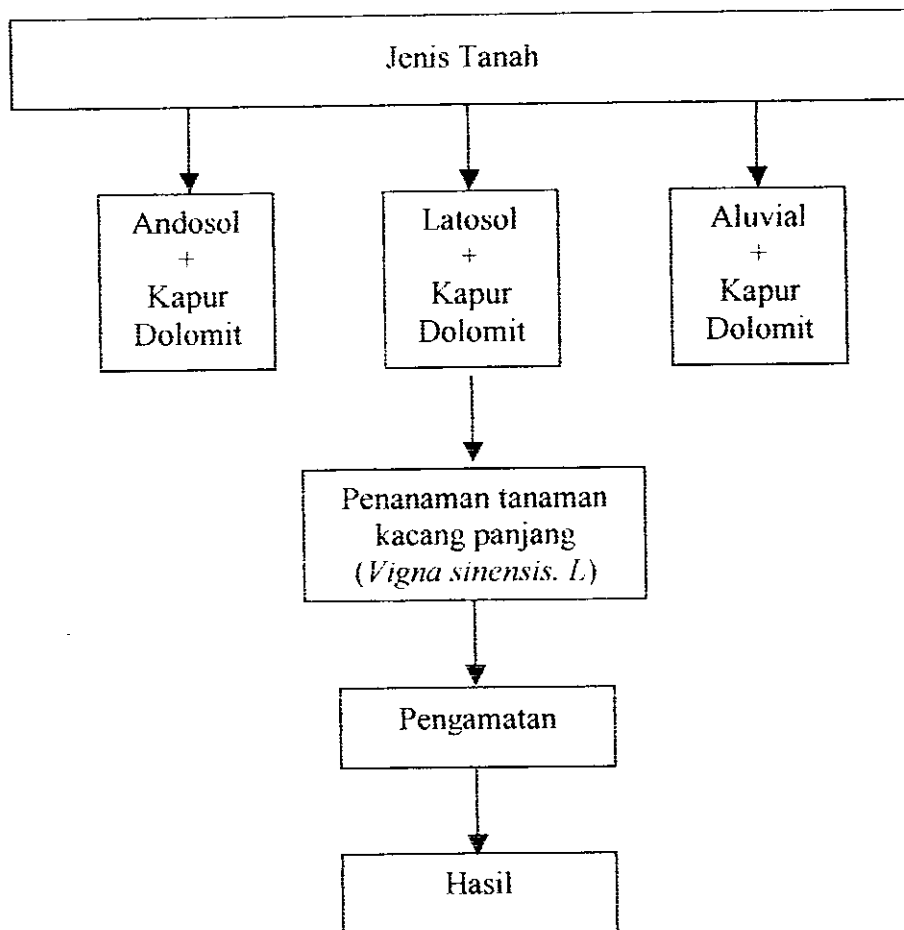 Jenis Tanah
Andosol
+
Kapur
Dolomit
Latosol
+
Kapur
Dolomit
Aluvial
+
Kapur
Dolomit
Penanaman tanaman
kacang panjang
(Vigna sinensis. L)
Pengamatan
Hasil